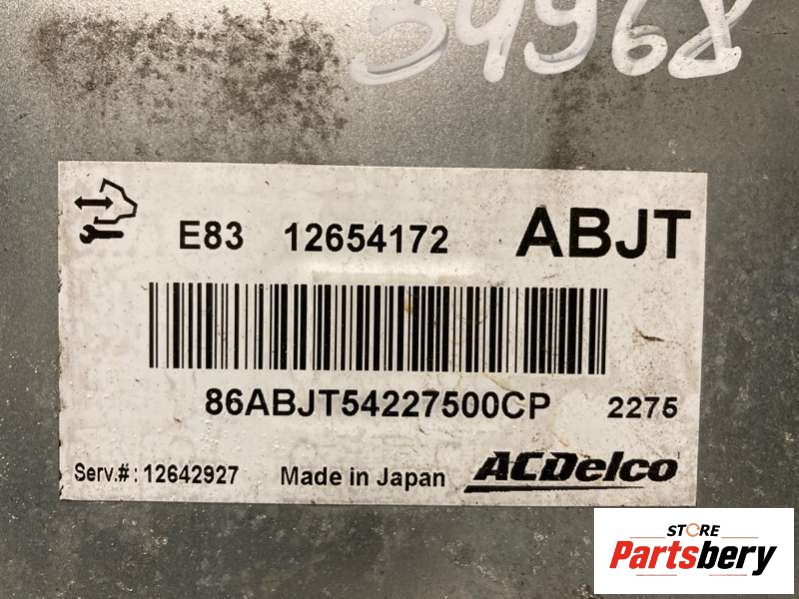 34968
E83 12654172 ABJT
86ABJT54227500CP 2275
Serv.#: 12642927 Made in Japan ACDelco
STORE
Partsbery